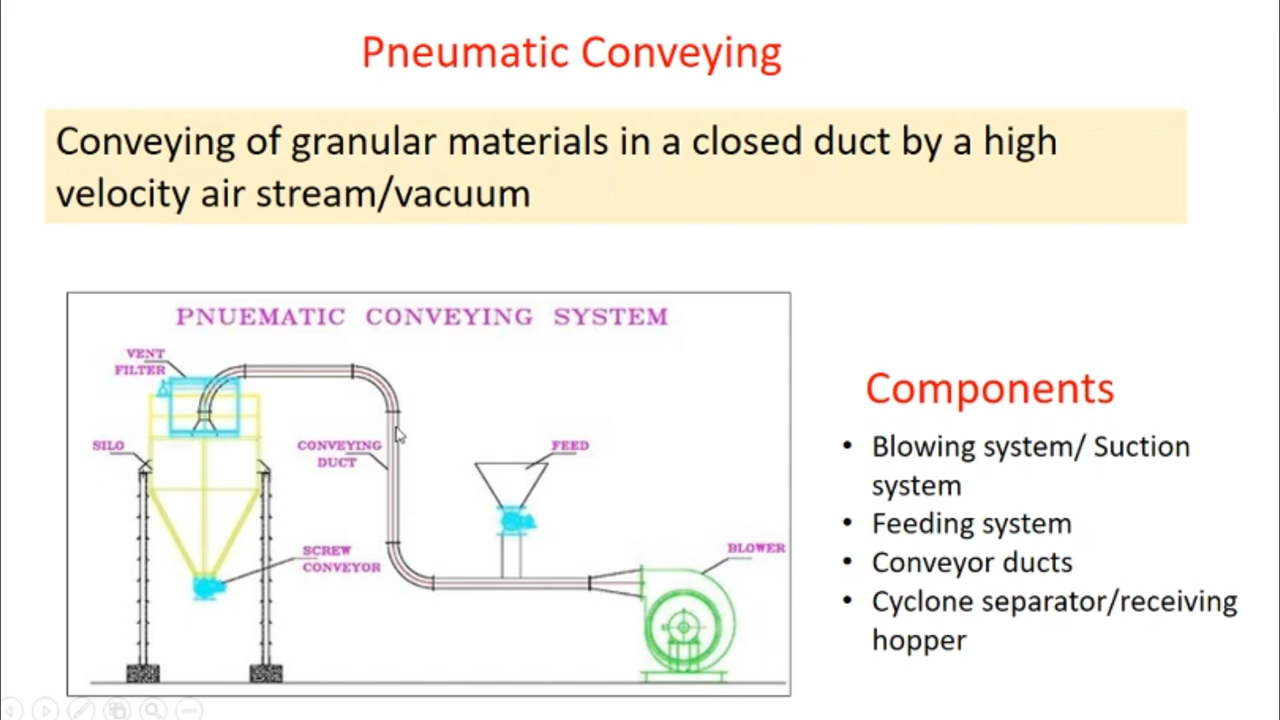 Pneumatic Conveying
Conveying of granular materials in a closed duct by a high
velocity air stream/vacuum
PNUEMATIC CONVEYING SYSTEM
VENT
FILTER
SILO
CONVEYING
DUCT
FEED
SCREW
CONVEYOR
BLOWER
Components
• Blowing system/ Suction
system
• Feeding system
• Conveyor ducts
• Cyclone separator/receiving
hopper